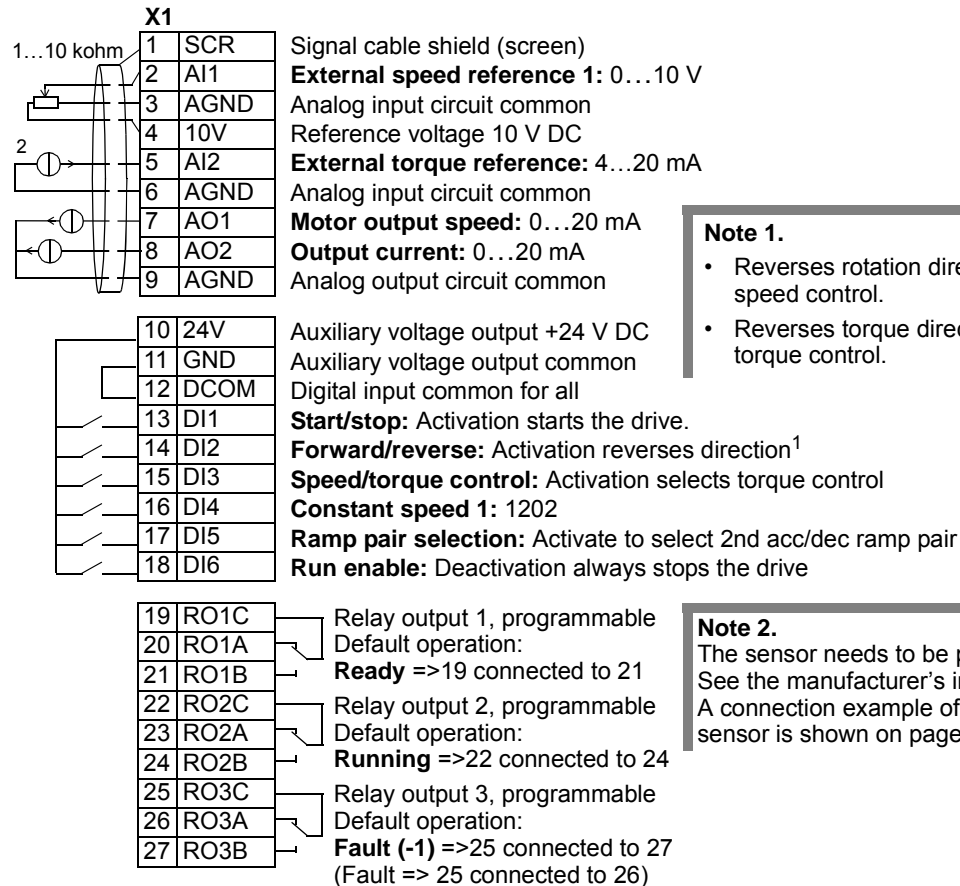 X1
1…10 kohm
1 SCR Signal cable shield (screen)
2 AI1 External speed reference 1: 0…10 V
3 AGND Analog input circuit common
4 10V Reference voltage 10 V DC
2
5 AI2 External torque reference: 4…20 mA
6 AGND Analog input circuit common
7 AO1 Motor output speed: 0…20 mA
8 AO2 Output current: 0…20 mA
9 AGND Analog output circuit common
Note 1.
• Reverses rotation
speed control.
• Reverses torque
torque control.
10 24V Auxiliary voltage output +24 V DC
11 GND Auxiliary voltage output common
12 DCOM Digital input common for all
13 DI1 Start/stop: Activation starts the drive.
14 DI2 Forward/reverse: Activation reverses direction1
15 DI3 Speed/torque control: Activation selects torque control
16 DI4 Constant speed 1: 1202
17 DI5 Ramp pair selection: Activate to select 2nd acc/dec ramp pair
18 DI6 Run enable: Deactivation always stops the drive
19 RO1C Relay output 1, programmable
20 RO1A Default operation:
21 RO1B Ready =>19 connected to 21
22 RO2C Relay output 2, programmable
23 RO2A Default operation:
24 RO2B Running =>22 connected to 24
25 RO3C Relay output 3, programmable
26 RO3A Default operation:
27 RO3B Fault (-1) =>25 connected to 27
(Fault => 25 connected to 26)
Note 2.
The sensor needs to be
See the manufacturer's
A connection example of
sensor is shown on page